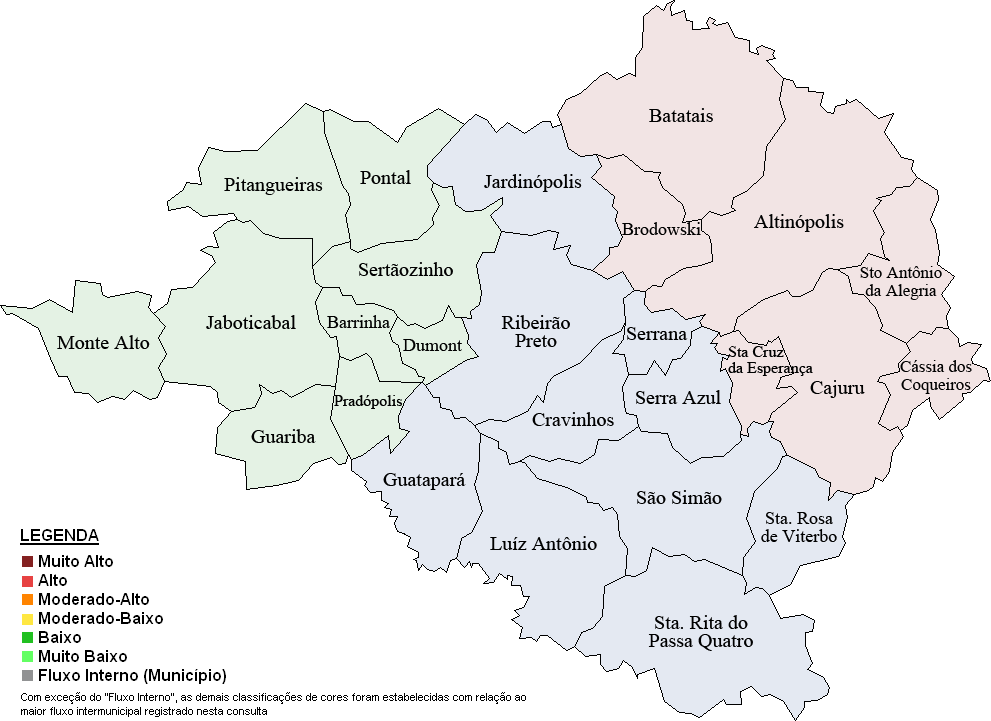 Batatais
Pitangueiras
Pontal
Jardinópolis
Brodowski
Altinópolis
Sertãozinho
Sto Antônio
da Alegria
Monte Alto
Jaboticabal
Barrinha
Dumont
Ribeirão
Preto
Serrana
Sta Cruz
da Esperança
Cássia dos
Coqueiros
Cajuru
Pradópolis
Serra Azul
Cravinhos
Guariba
Guatapará
São Simão
Sta. Rosa
de Viterbo
Luíz Antônio
Sta. Rita do
Passa Quatro
LEGENDA
Muito Alto
Alto
Moderado-Alto
Moderado-Baixo
Baixo
Muito Baixo
Fluxo Interno (Município)
Com exceção do "Fluxo Interno", as demais classificações de cores foram estabelecidas com relação ao
maior fluxo intermunicipal registrado nesta consulta